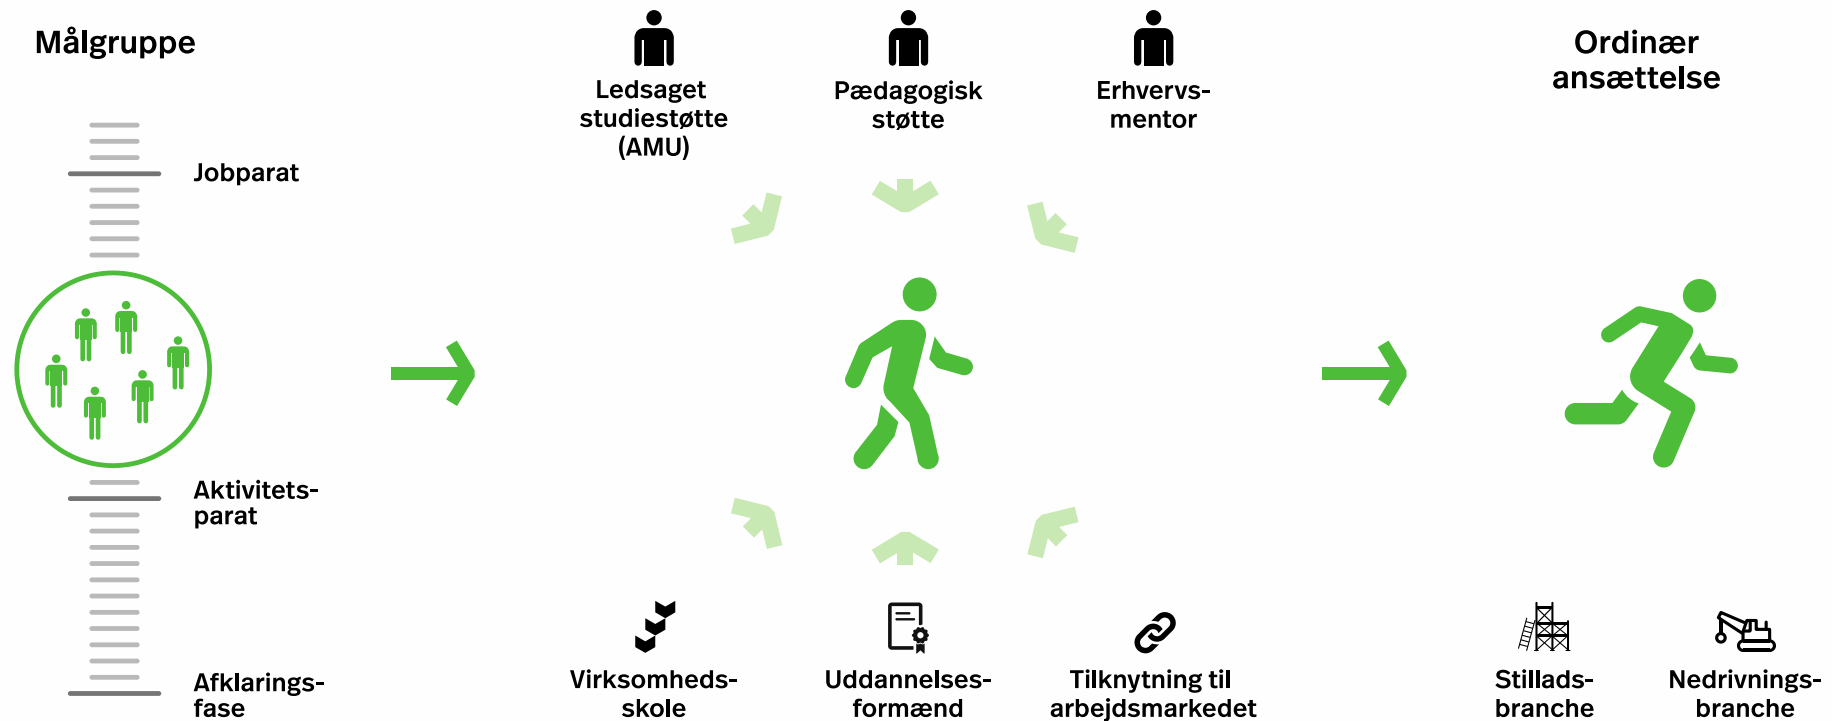 Målgruppe
Jobparat
Aktivitets-
parat
Afklarings-
fase
Ledsaget
studiestøtte
(AMU)
Pædagogisk
støtte
Erhvervs-
mentor
Virksomheds-
skole
Uddannelses-
formænd
Tilknytning til
arbejdsmarkedet
Ordinær
ansættelse
Stillads-
branche
Nedrivnings-
branche